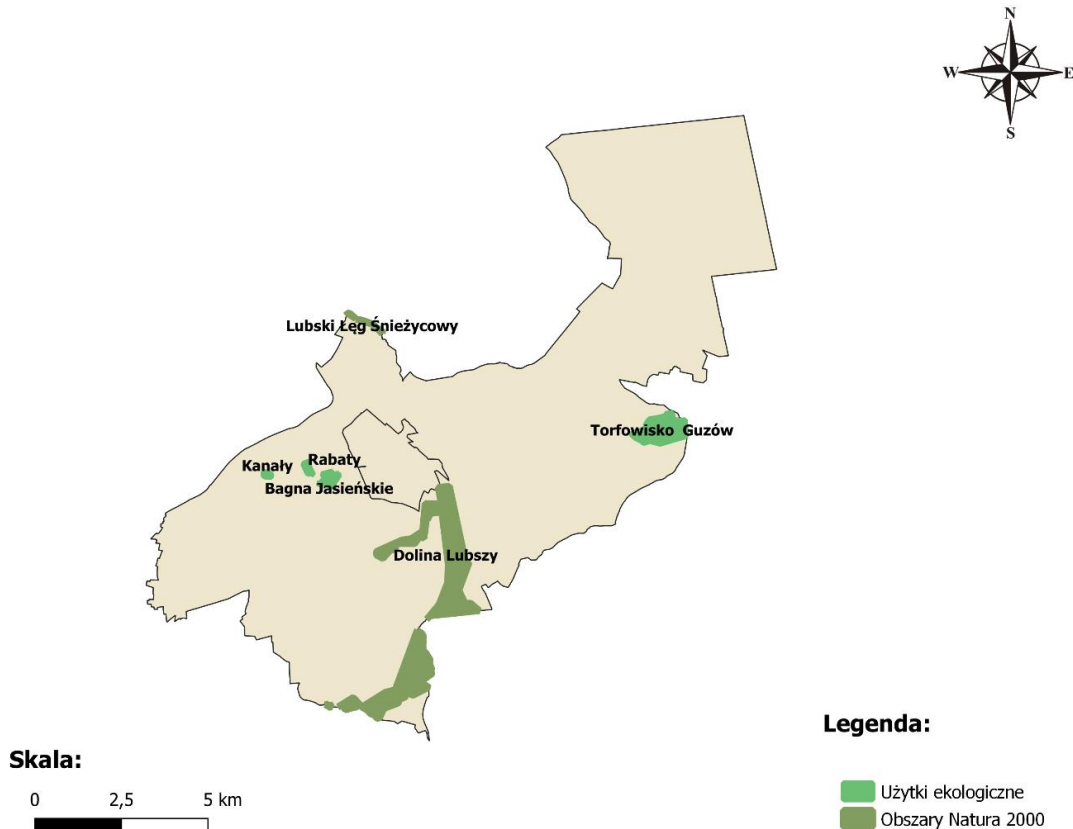 N
W E
S
Lubski Łęg Śnieżycowy
Torfowisko Guzów
Rabaty
Kanały
Bagna Jasieńskie
Dolina Lubszy
Legenda:
Skala:
0 2,5 5 km
Użytki ekologiczne
Obszary Natura 2000